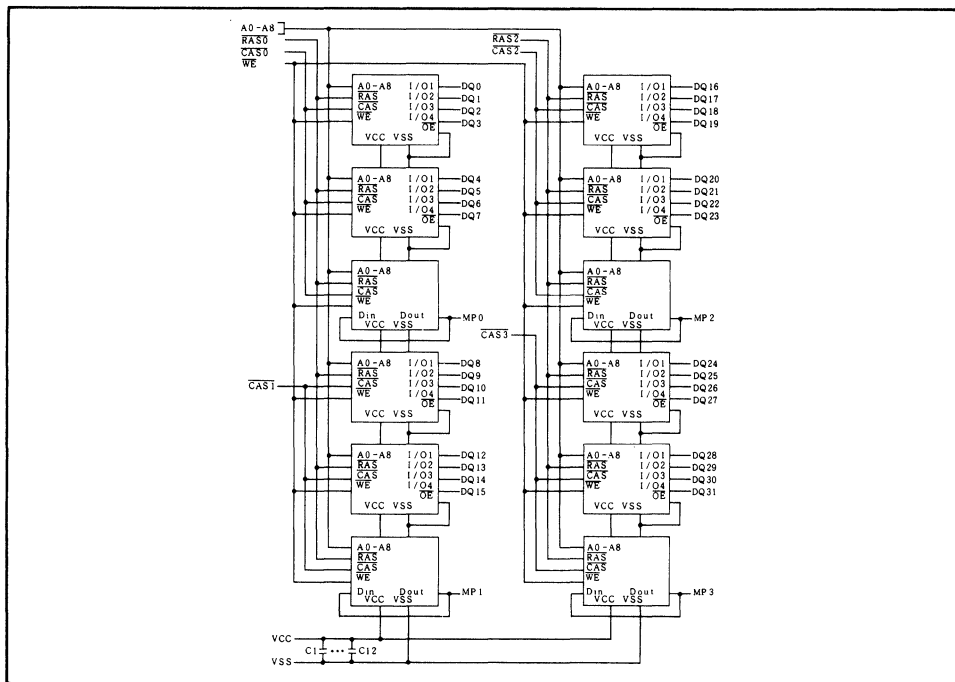 A0-A8
RAS0
CAS0
WE
RAS2
CAS2
A0-A8 I/O1 DQ0
RAS I/O2 DQ1
CAS I/O3 DQ2
WE I/O4 DQ3
OE
VCC VSS
A0-A8 I/O1 DQ16
RAS I/O2 DQ17
CAS I/O3 DQ18
WE I/O4 DQ19
OE
VCC VSS
A0-A8 I/O1 DQ4
RAS I/O2 DQ5
CAS I/O3 DQ6
WE I/O4 DQ7
OE
VCC VSS
A0-A8 I/O1 DQ20
RAS I/O2 DQ21
CAS I/O3 DQ22
WE I/O4 DQ23
OE
VCC VSS
A0-A8
RAS
CAS
WE
Din Dout MP0
VCC VSS
A0-A8
RAS
CAS
WE
Din Dout MP2
VCC VSS
CAS3
A0-A8 I/O1 DQ8
RAS I/O2 DQ9
CAS I/O3 DQ10
WE I/O4 DQ11
OE
VCC VSS
CAS1
A0-A8 I/O1 DQ24
RAS I/O2 DQ25
CAS I/O3 DQ26
WE I/O4 DQ27
OE
VCC VSS
A0-A8 I/O1 DQ12
RAS I/O2 DQ13
CAS I/O3 DQ14
WE I/O4 DQ15
OE
VCC VSS
A0-A8 I/O1 DQ28
RAS I/O2 DQ29
CAS I/O3 DQ30
WE I/O4 DQ31
OE
VCC VSS
A0-A8
RAS
CAS
WE
Din Dout MP1
VCC VSS
A0-A8
RAS
CAS
WE
Din Dout MP3
VCC VSS
VCC
C1 ••• C12
VSS